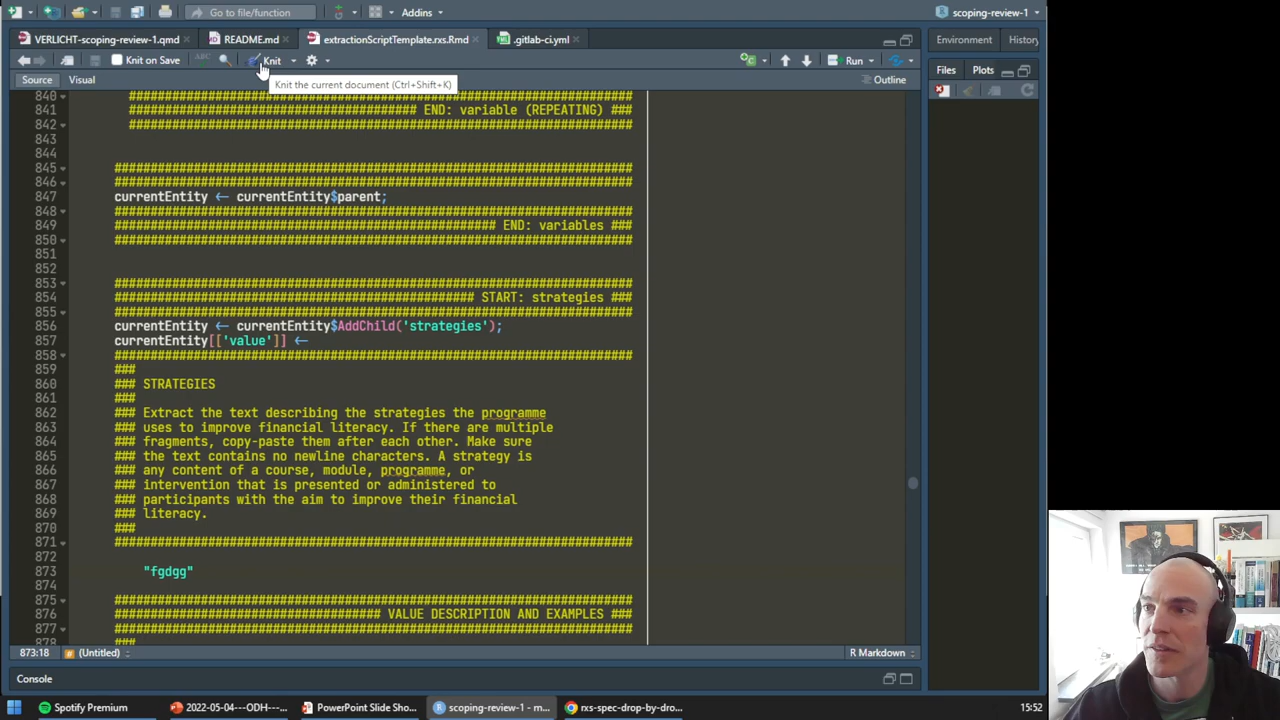 Go to file/function
Addins
scoping-review-1
VERLICHT-scoping-review-1.qmd
README.md
extractionScriptTemplate.rxs.Rmd
.gitlab-ci.yml
Environment
History
Knit on Save
ABC
Knit
Run
Files
Plots
Source
Visual
Knit the current document (Ctrl+Shift+K)
Outline
840 ######################################################################
841 ######################################## END: variable (REPEATING) ###
842 ######################################################################
843
844
845 ########################################################################
846 ########################################################################
847 currentEntity <- currentEntity$parent;
848 ########################################################################
849 ##################################################### END: variables ###
850 ########################################################################
851
852
853 ########################################################################
854 ################################################## START: strategies ###
855 ########################################################################
856 currentEntity <- currentEntity$AddChild('strategies');
857 currentEntity[['value']] <-
858 ########################################################################
859 ###
860 ### STRATEGIES
861 ###
862 ### Extract the text describing the strategies the programme
863 ### uses to improve financial literacy. If there are multiple
864 ### fragments, copy-paste them after each other. Make sure
865 ### the text contains no newline characters. A strategy is
866 ### any content of a course, module, programme, or
867 ### intervention that is presented or administered to
868 ### participants with the aim to improve their financial
869 ### literacy.
870 ###
871 ########################################################################
872
873 "fgdgg"
874
875 ########################################################################
876 ##################################### VALUE DESCRIPTION AND EXAMPLES ###
877 ########################################################################
878 ###
873:18
(Untitled)
R Markdown
Console
Spotify Premium
2022-05-04---ODH-...
PowerPoint Slide Sho...
scoping-review-1 - m...
rxs-spec-drop-by-dro...
15:52